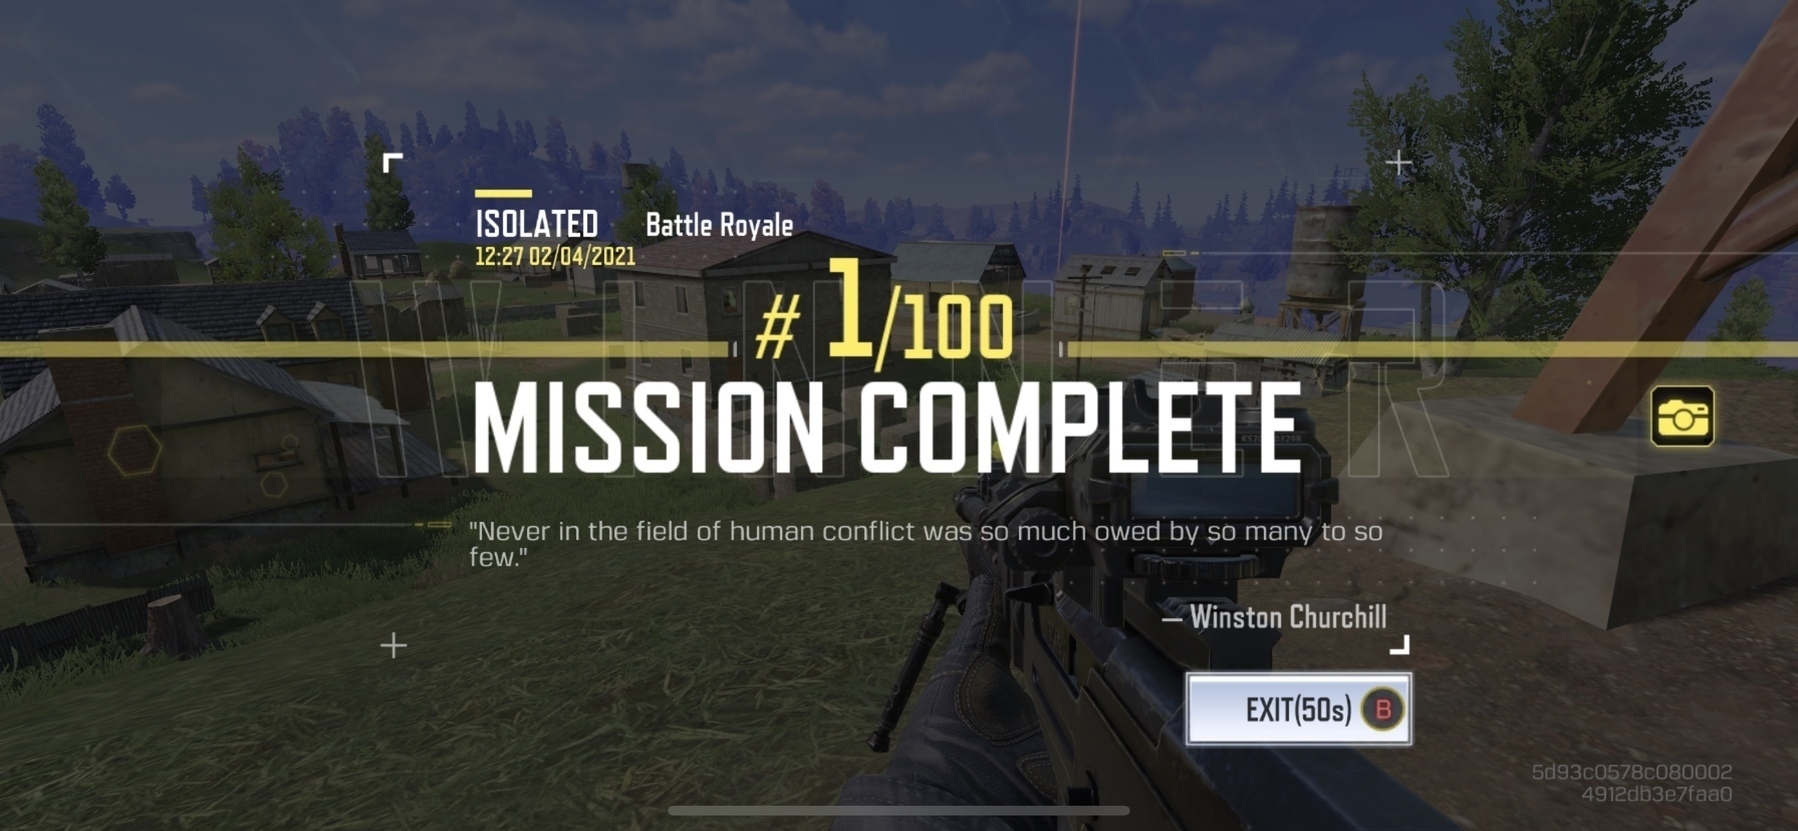 ISOLATED Battle Royale
12:27 02/04/2021
# 1/100
WINNER
MISSION COMPLETE
"Never in the field of human conflict was so much owed by so many to so
few."
— Winston Churchill
EXIT(50s) B
5d93c0578c080002
4912db3e7faa0